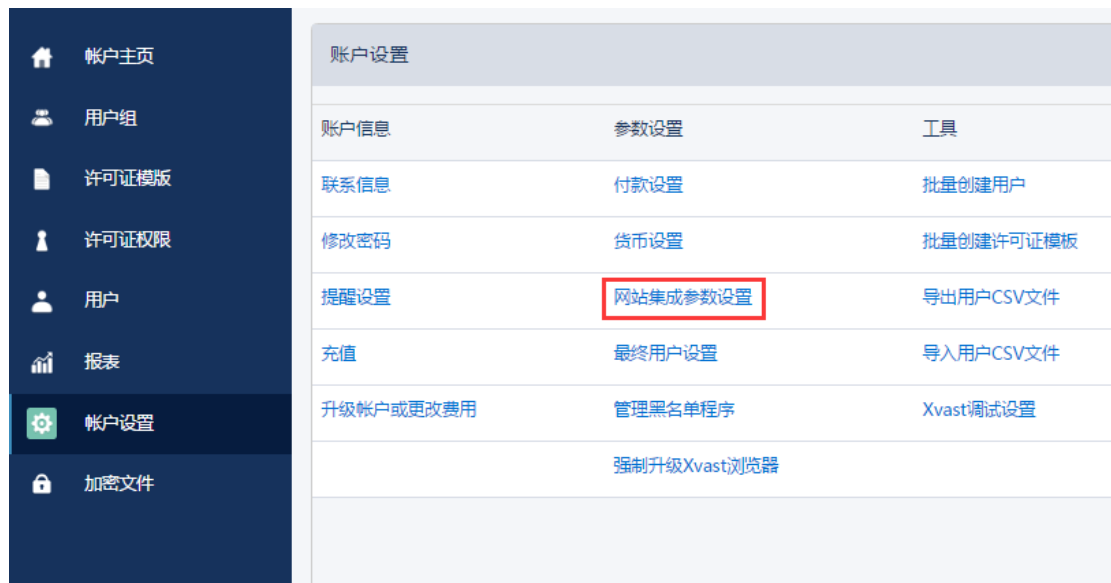 帐户主页
用户组
许可证模版
许可证权限
用户
报表
帐户设置
加密文件
账户设置
账户信息 参数设置 工具
联系信息 付款设置 批量创建用户
修改密码 货币设置 批量创建许可证模板
提醒设置 网站集成参数设置 导出用户CSV文件
充值 最终用户设置 导入用户CSV文件
升级帐户或更改费用 管理黑名单程序 Xvast调试设置
强制升级Xvast浏览器